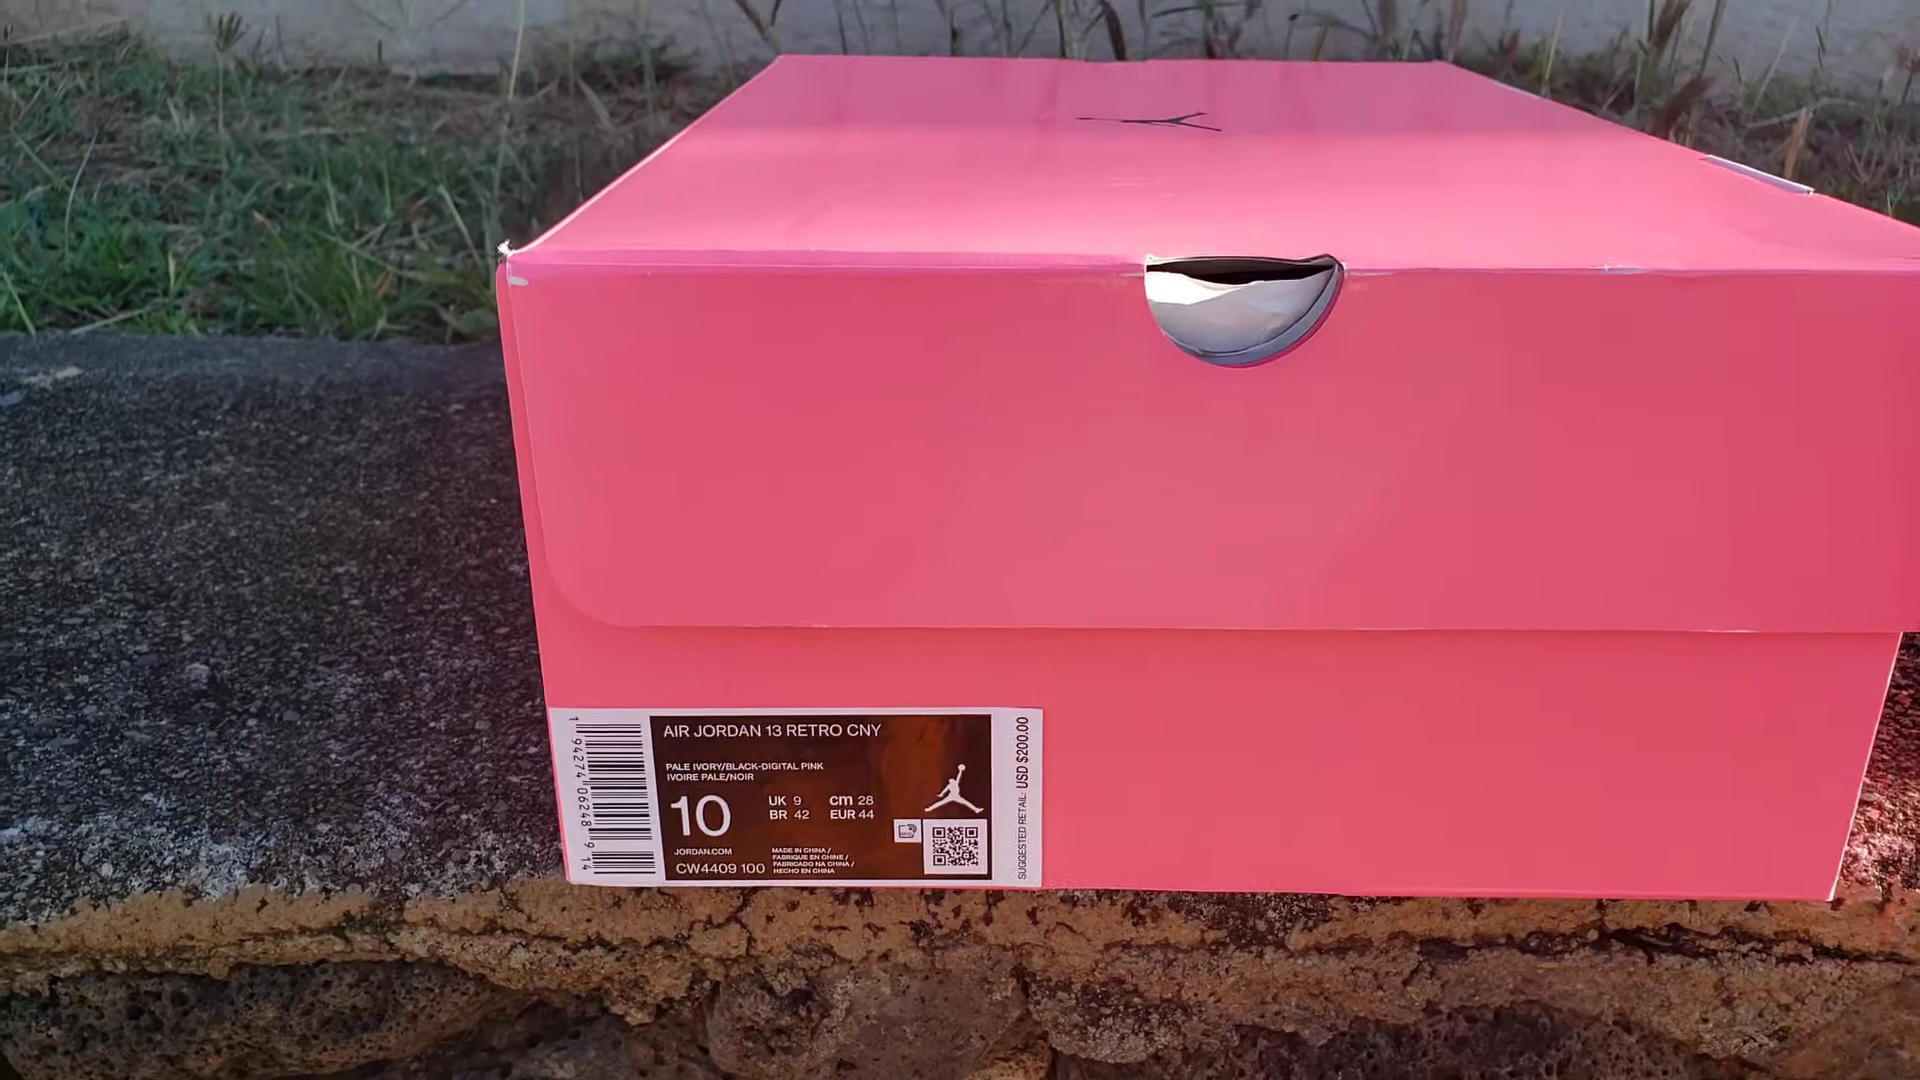 AIR JORDAN 13 RETRO CNY
PALE IVORY/BLACK-DIGITAL PINK
IVOIRE PALE/NOIR
10
UK 9
cm 28
BR 42
EUR 44
JORDAN.COM
CW4409 100
MADE IN CHINA /
FABRIQUE EN CHINE /
FABRICADO NA CHINA /
HECHO EN CHINA
1 94274 06248 9 14
SUGGESTED RETAIL: USD $200.00